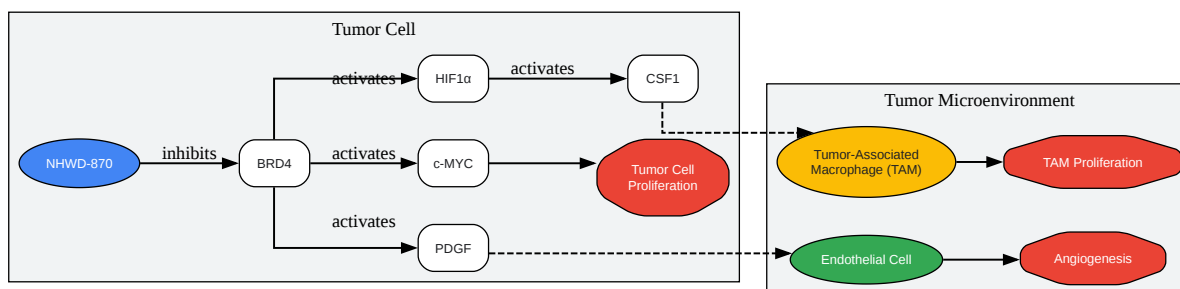 Tumor Cell
activates
HIF1α
activates
CSF1
Tumor Microenvironment
NHWD-870
inhibits
BRD4
activates
c-MYC
Tumor Cell
Proliferation
Tumor-Associated
Macrophage (TAM)
TAM Proliferation
activates
PDGF
Endothelial Cell
Angiogenesis